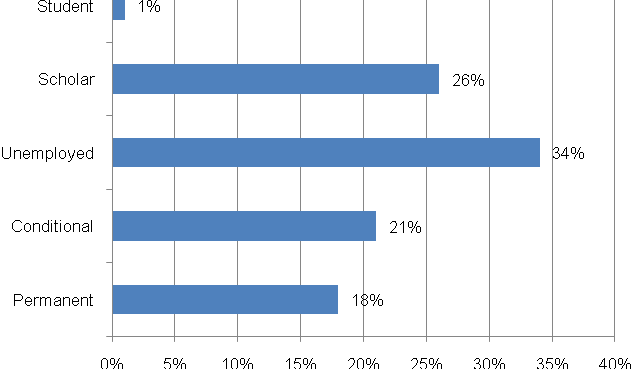 Student 1%
Scholar 26%
Unemployed 34%
Conditional 21%
Permanent 18%
0% 5% 10% 15% 20% 25% 30% 35% 40%